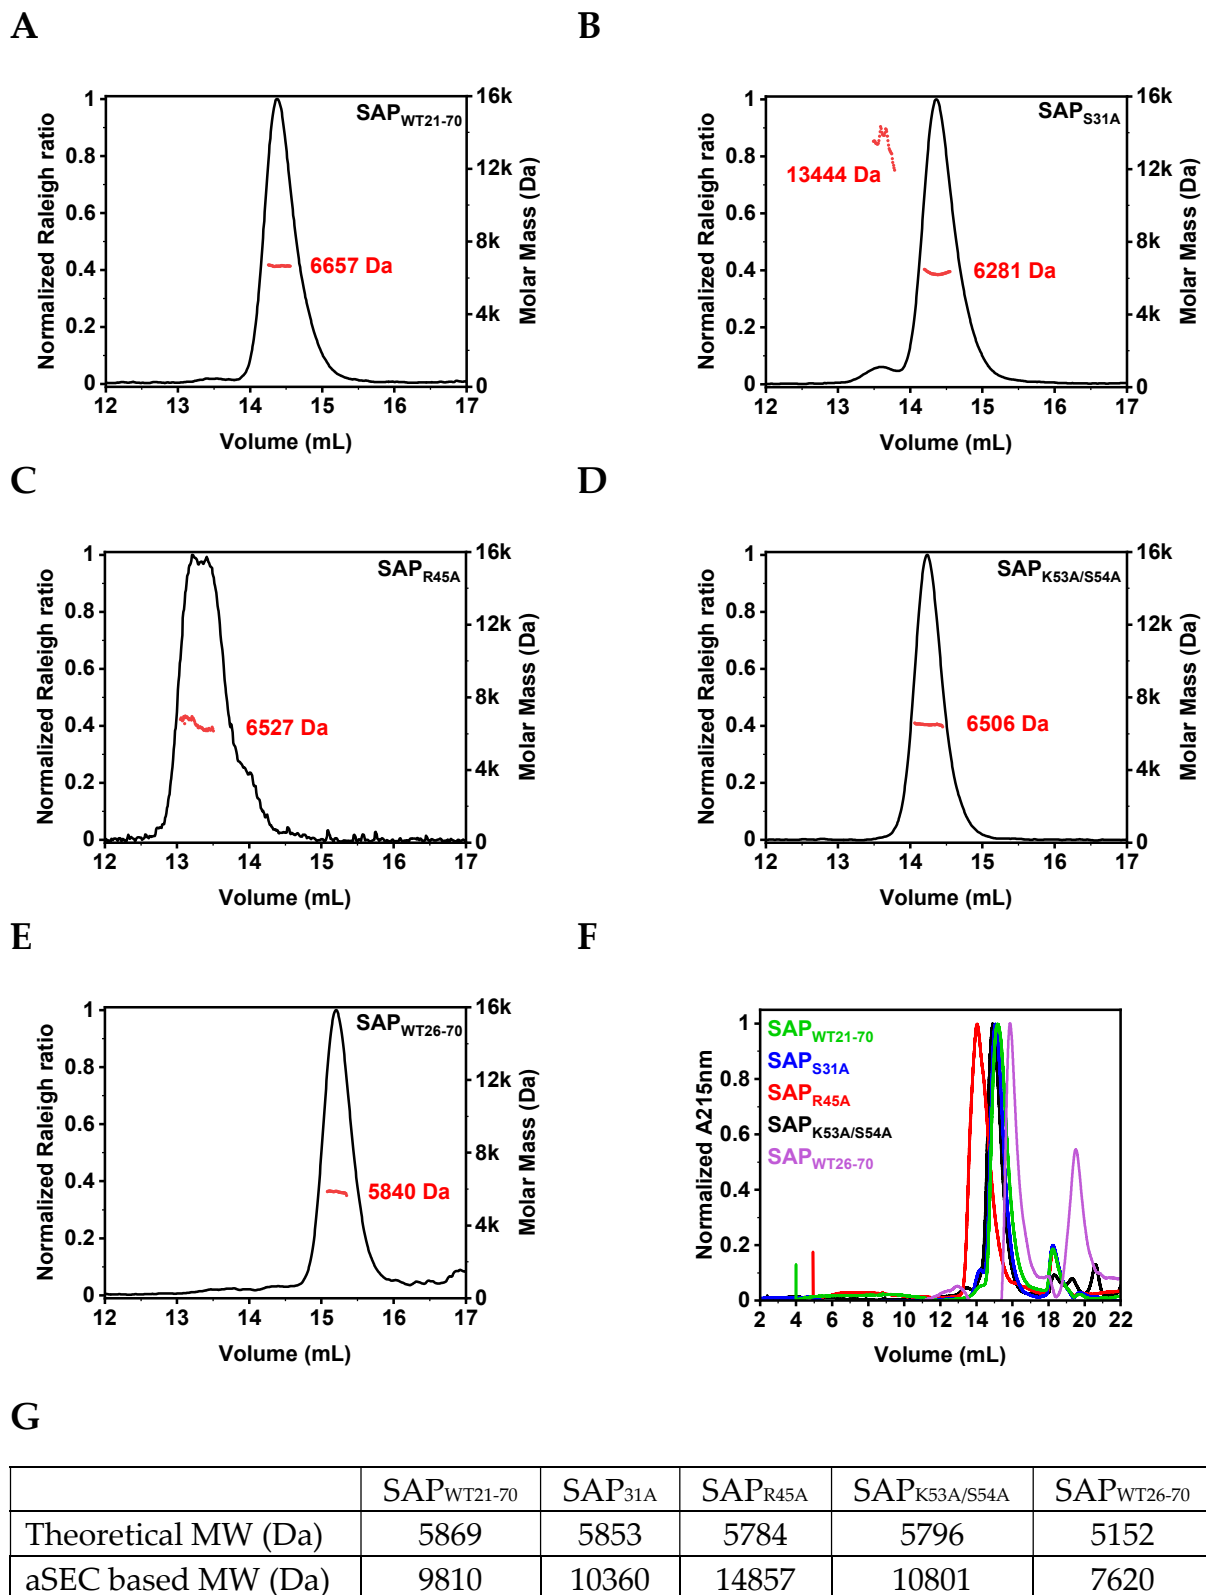 A
B
Normalized Raleigh ratio
1
0.8
0.6
0.4
0.2
0
16k
12k
8k
4k
0
Molar Mass (Da)
SAPWT21-70
6657 Da
12 13 14 15 16 17
Volume (mL)
Normalized Raleigh ratio
1
0.8
0.6
0.4
0.2
0
16k
12k
8k
4k
0
Molar Mass (Da)
SAPS31A
13444 Da
6281 Da
12 13 14 15 16 17
Volume (mL)
C
D
Normalized Raleigh ratio
1
0.8
0.6
0.4
0.2
0
16k
12k
8k
4k
0
Molar Mass (Da)
SAPR45A
6527 Da
12 13 14 15 16 17
Volume (mL)
Normalized Raleigh ratio
1
0.8
0.6
0.4
0.2
0
16k
12k
8k
4k
0
Molar Mass (Da)
SAPK53A/S54A
6506 Da
12 13 14 15 16 17
Volume (mL)
E
F
Normalized Raleigh ratio
1
0.8
0.6
0.4
0.2
0
16k
12k
8k
4k
0
Molar Mass (Da)
SAPWT26-70
5840 Da
12 13 14 15 16 17
Volume (mL)
Normalized A215nm
1
0.8
0.6
0.4
0.2
0
SAPWT21-70
SAPS31A
SAPR45A
SAPK53A/S54A
SAPWT26-70
2 4 6 8 10 12 14 16 18 20 22
Volume (mL)
G
SAPWT21-70 SAP31A SAPR45A SAPK53A/S54A SAPWT26-70
Theoretical MW (Da) 5869 5853 5784 5796 5152
aSEC based MW (Da) 9810 10360 14857 10801 7620